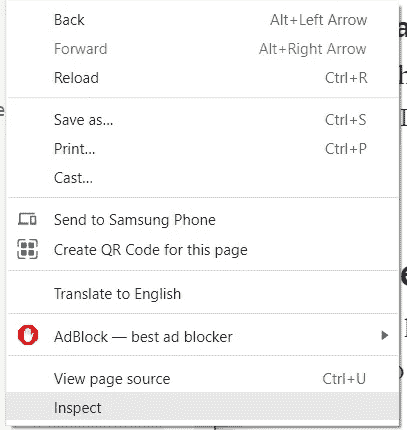 Back Alt+Left Arrow
Forward Alt+Right Arrow
Reload Ctrl+R
Save as... Ctrl+S
Print... Ctrl+P
Cast...
Send to Samsung Phone
Create QR Code for this page
Translate to English
AdBlock — best ad blocker
View page source Ctrl+U
Inspect